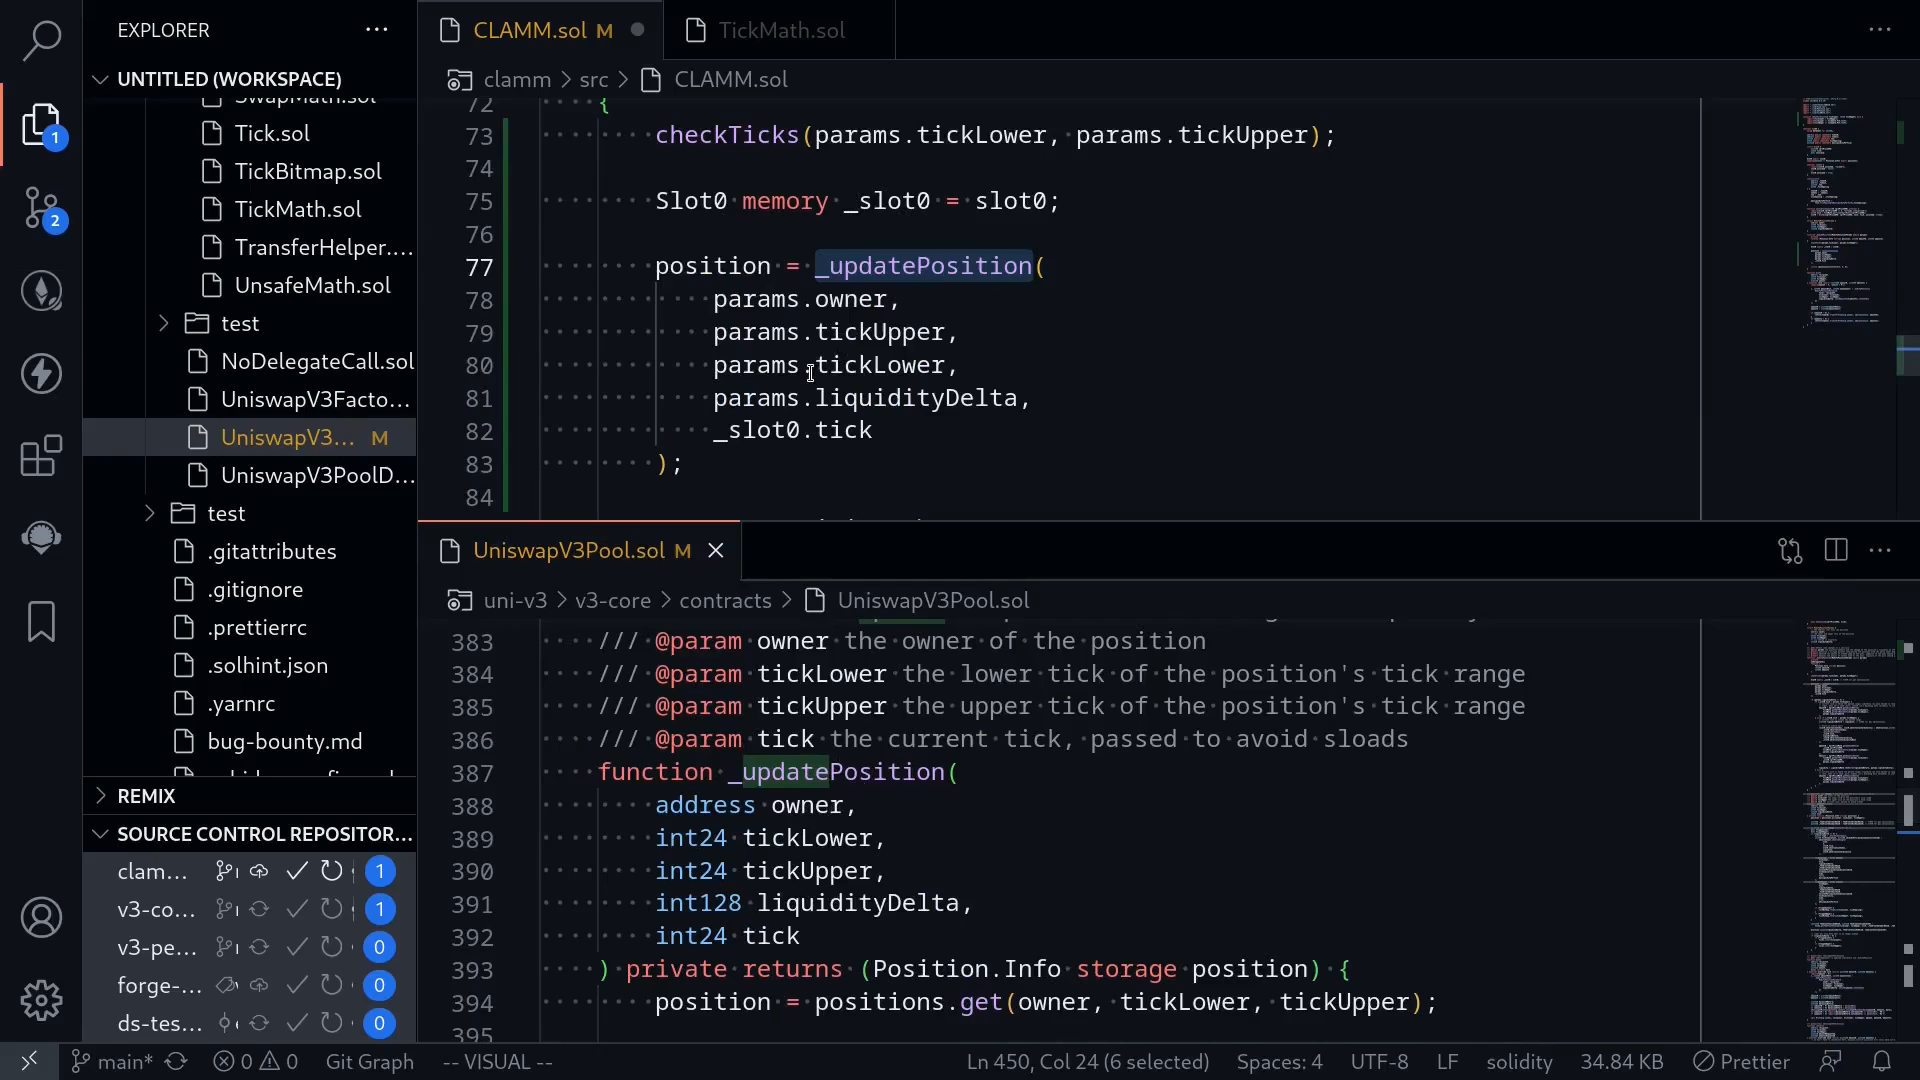 EXPLORER
UNTITLED (WORKSPACE)
SwapMath.sol
Tick.sol
TickBitmap.sol
TickMath.sol
TransferHelper....
UnsafeMath.sol
test
NoDelegateCall.sol
UniswapV3Facto...
UniswapV3... M
UniswapV3PoolD...
test
.gitattributes
.gitignore
.prettierrc
.solhint.json
.yarnrc
bug-bounty.md
REMIX
SOURCE CONTROL REPOSITOR...
clam... 1
v3-co... 1
v3-pe... 0
forge-... 0
ds-tes... 0
1
2
CLAMM.sol M
TickMath.sol
clamm > src > CLAMM.sol
72 {
73 checkTicks(params.tickLower, params.tickUpper);
74
75 Slot0 memory _slot0 = slot0;
76
77 position = _updatePosition(
78 params.owner,
79 params.tickUpper,
80 params.tickLower,
81 params.liquidityDelta,
82 _slot0.tick
83 );
84
UniswapV3Pool.sol M
uni-v3 > v3-core > contracts > UniswapV3Pool.sol
383 /// @param owner the owner of the position
384 /// @param tickLower the lower tick of the position's tick range
385 /// @param tickUpper the upper tick of the position's tick range
386 /// @param tick the current tick, passed to avoid sloads
387 function _updatePosition(
388 address owner,
389 int24 tickLower,
390 int24 tickUpper,
391 int128 liquidityDelta,
392 int24 tick
393 ) private returns (Position.Info storage position) {
394 position = positions.get(owner, tickLower, tickUpper);
395
main* 0 0 Git Graph -- VISUAL -- Ln 450, Col 24 (6 selected) Spaces: 4 UTF-8 LF solidity 34.84 KB Prettier